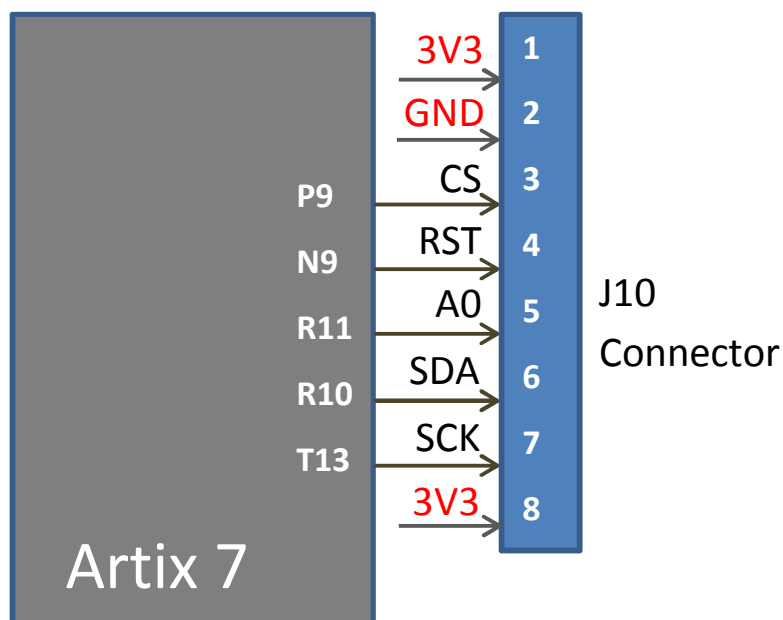 3V3 1
GND 2
P9 CS 3
N9 RST 4
R11 A0 5
R10 SDA 6
T13 SCK 7
3V3 8
J10
Connector
Artix 7